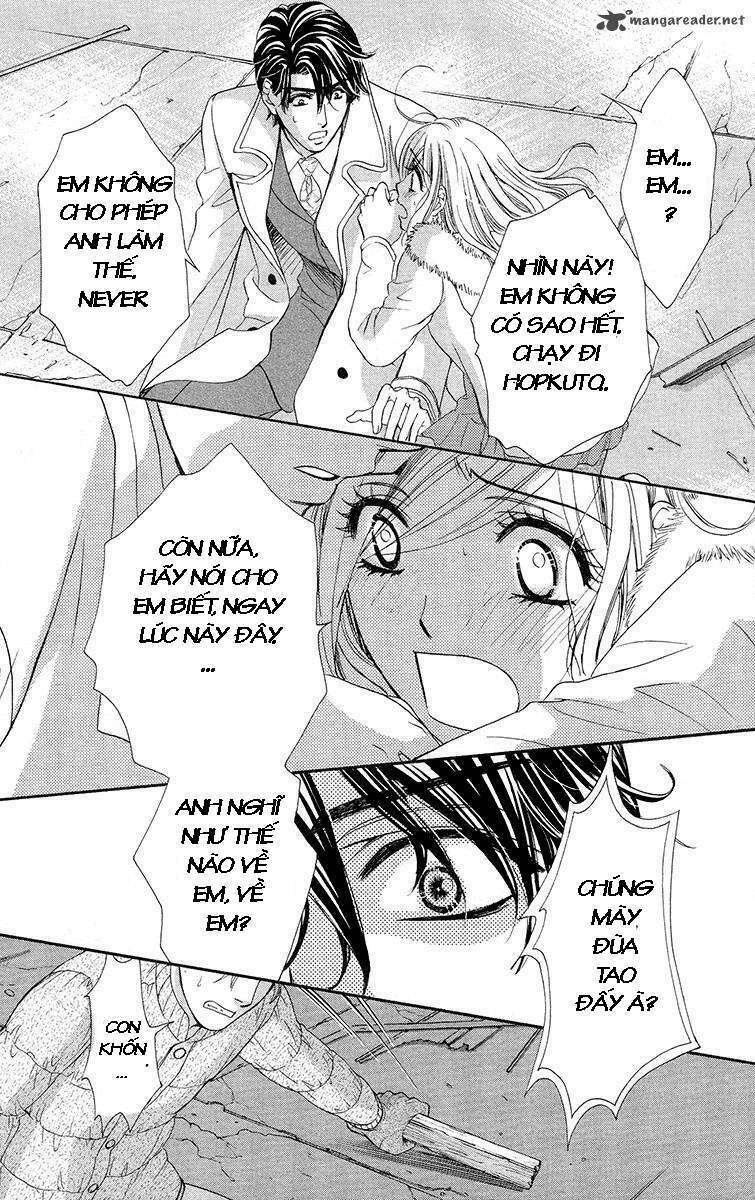 mangareader.net
EM...
EM...
?
NHÌN NÀY!
EM KHÔNG
CÓ SAO HẾT,
CHẠY ĐI
HOPKUTO.
EM KHÔNG
CHO PHÉP
ANH LÀM
THẾ,
NEVER
CÒN NỮA,
HÃY NÓI CHO
EM BIẾT, NGAY
LÚC NÀY ĐÂY.
...
ANH NGHĨ
NHƯ THẾ
NÀO VỀ
EM, VỀ
EM?
CHÚNG
MÀY,
ĐÙA
TAO
ĐẤY À?
CON
KHỐN
...